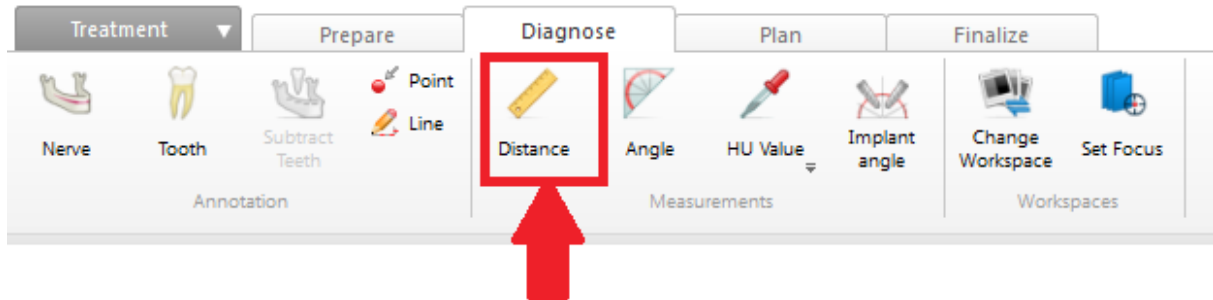 Treatment
Prepare
Diagnose
Plan
Finalize
Nerve
Tooth
Subtract
Teeth
Point
Line
Distance
Angle
HU Value
Implant
angle
Change
Workspace
Set Focus
Annotation
Measurements
Workspaces